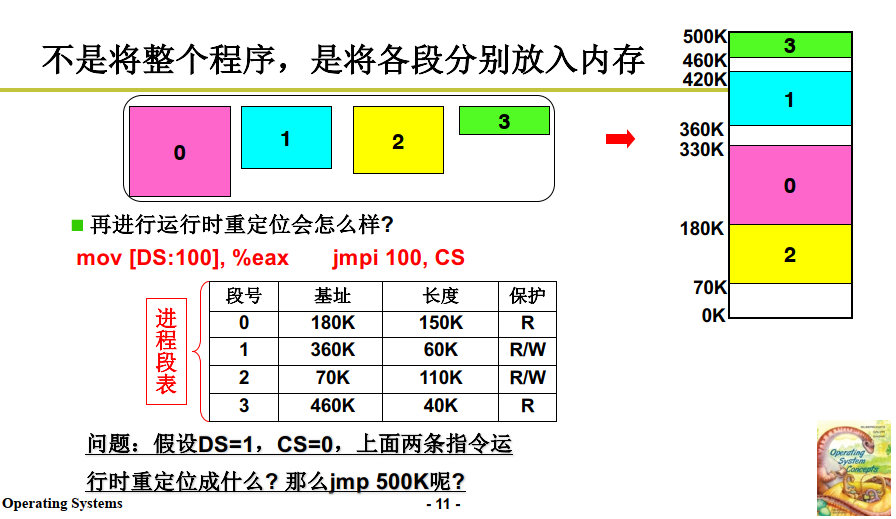 不是将整个程序，是将各段分别放入内存
0
1
2
3
500K
460K
420K
360K
330K
180K
70K
0K
3
1
0
2
■ 再进行运行时重定位会怎么样?
mov [DS:100], %eax jmpi 100, CS
进程段表
段号 基址 长度 保护
0 180K 150K R
1 360K 60K R/W
2 70K 110K R/W
3 460K 40K R
问题：假设DS=1，CS=0，上面两条指令运
行时重定位成什么? 那么jmp 500K呢?
Operating Systems
- 11 -
Operating
System
Concepts